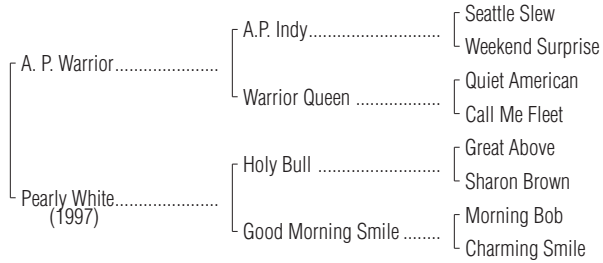 Seattle Slew
A.P. Indy
Weekend Surprise
A. P. Warrior
Quiet American
Warrior Queen
Call Me Fleet
Great Above
Holy Bull
Sharon Brown
Pearly White
(1997)
Morning Bob
Good Morning Smile
Charming Smile